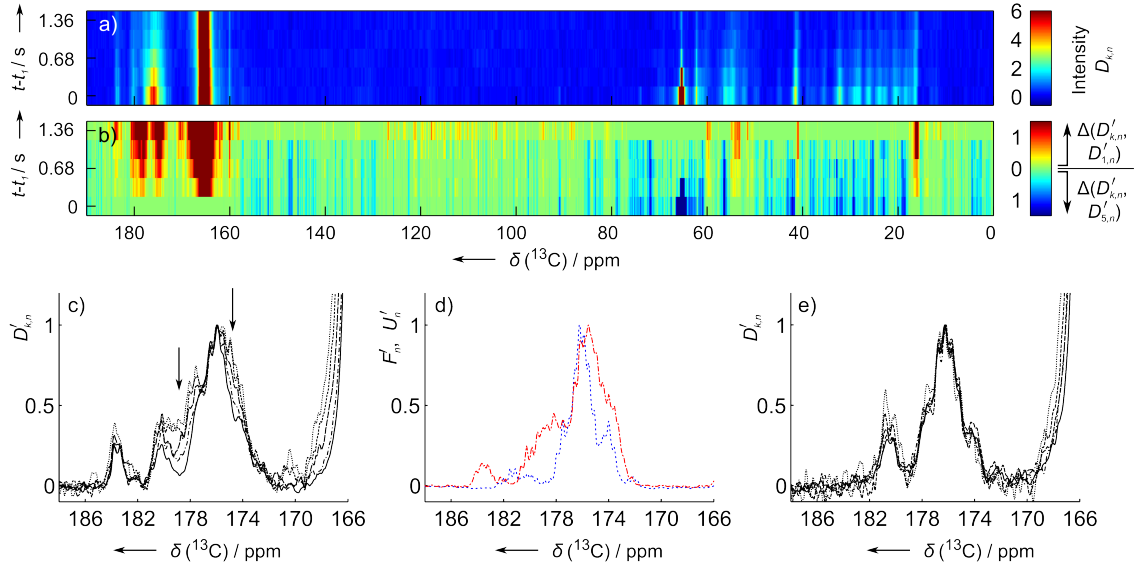 a)
1.36
0.68
0
t-t₁ / s
6
4
2
0
Intensity
D k,n
b)
1.36
0.68
0
t-t₁ / s
1
0
1
Δ(D′k,n,
D′1,n)
Δ(D′k,n,
D′5,n)
180 160 140 120 100 80 60 40 20 0
δ (¹³C) / ppm
c)
D′k,n
1
0.5
0
186 182 178 174 170 166
δ (¹³C) / ppm
d)
F′n, U′n
1
0.5
0
186 182 178 174 170 166
δ (¹³C) / ppm
e)
D′k,n
1
0.5
0
186 182 178 174 170 166
δ (¹³C) / ppm